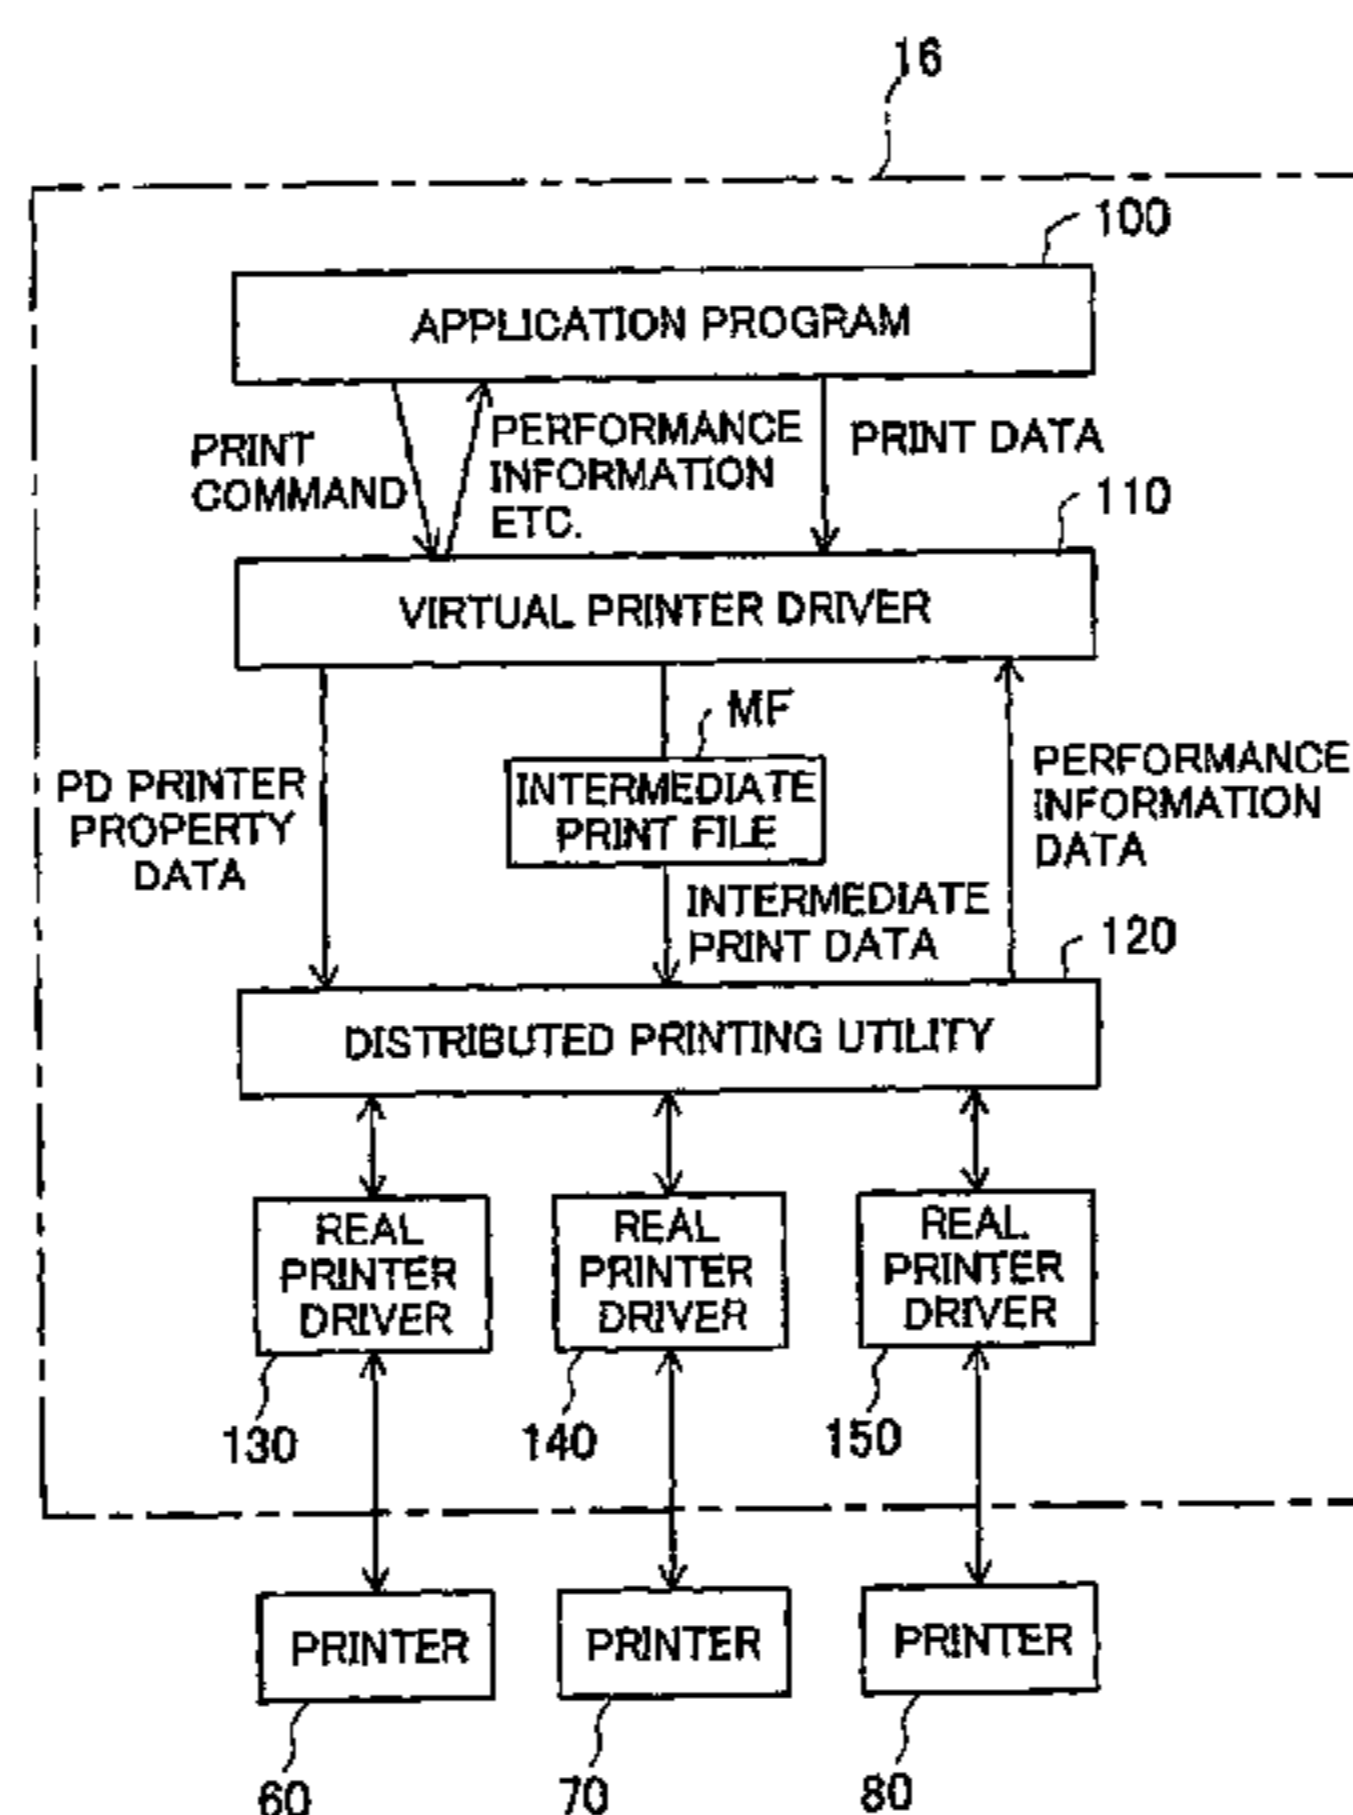 16
100
APPLICATION PROGRAM
PRINT
COMMAND
PERFORMANCE
INFORMATION
ETC.
PRINT DATA
110
VIRTUAL PRINTER DRIVER
MF
PD PRINTER
PROPERTY
DATA
INTERMEDIATE
PRINT FILE
PERFORMANCE
INFORMATION
DATA
INTERMEDIATE
PRINT DATA
120
DISTRIBUTED PRINTING UTILITY
REAL
PRINTER
DRIVER
REAL
PRINTER
DRIVER
REAL
PRINTER
DRIVER
130
140
150
PRINTER
PRINTER
PRINTER
60
70
80